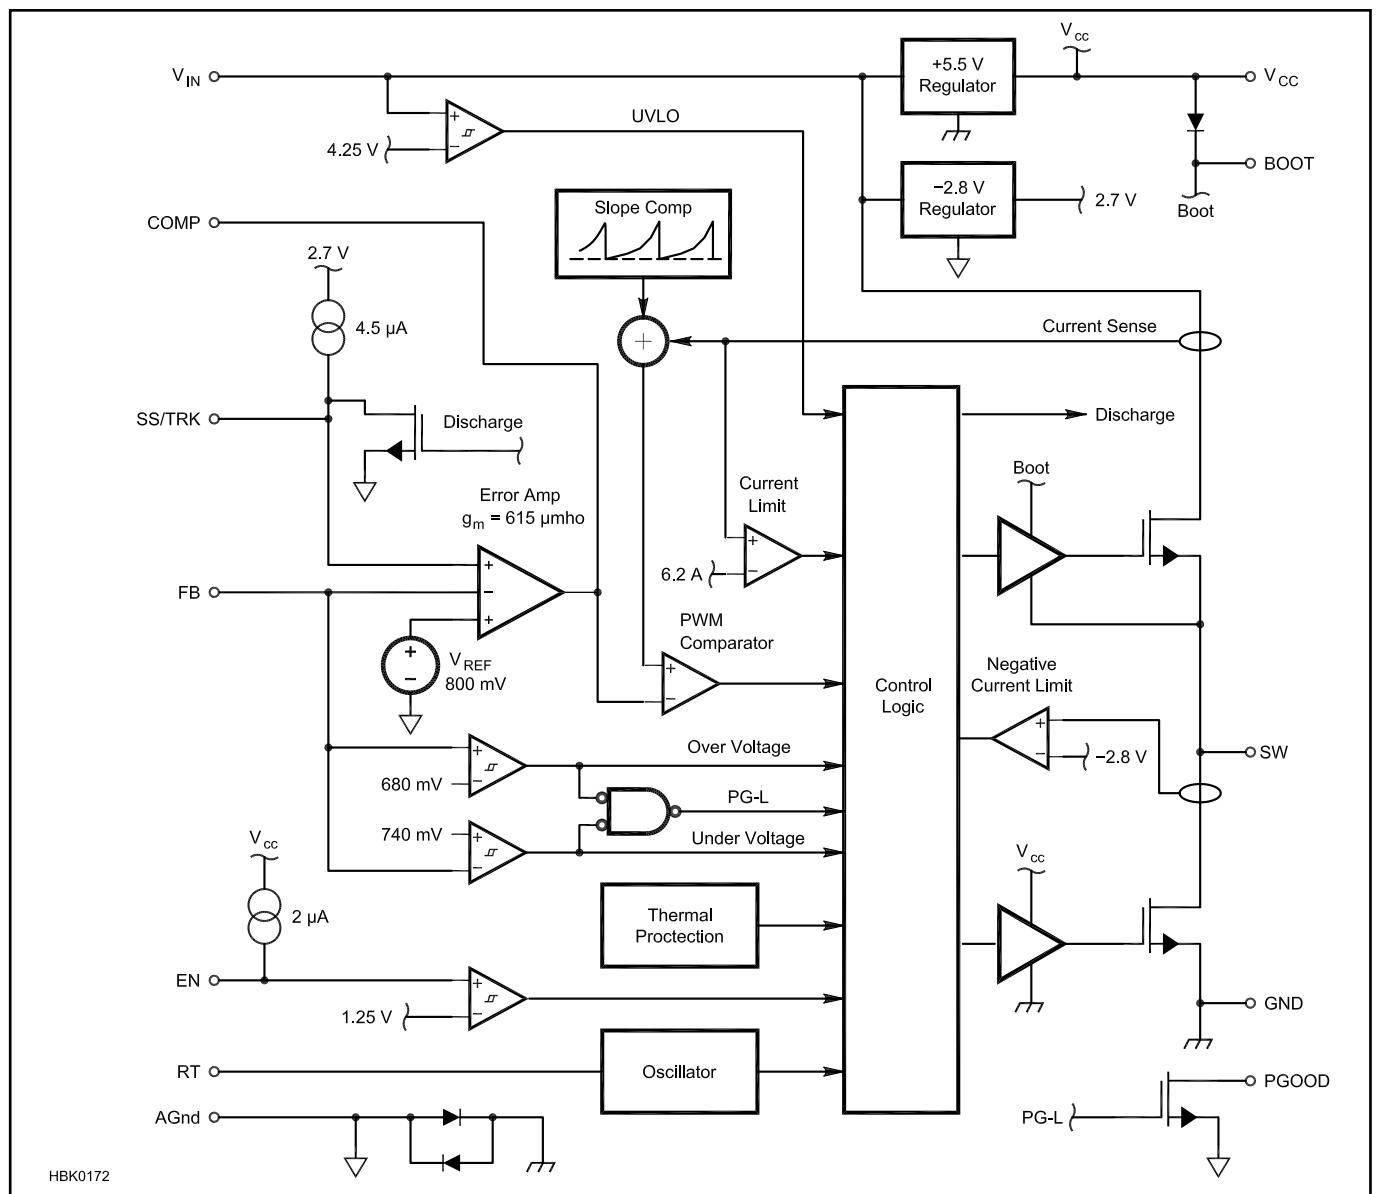 V_IN
+5.5 V
Regulator
V_cc
V_CC
UVLO
4.25 V
BOOT
Boot
−2.8 V
Regulator
2.7 V
Slope Comp
COMP
2.7 V
4.5 µA
+
Current Sense
SS/TRK
Discharge
Discharge
Error Amp
g_m = 615 µmho
Current
Limit
+
−
6.2 A
Boot
FB
+
−
+
V_REF
800 mV
+
−
PWM
Comparator
+
−
Control
Logic
Negative
Current Limit
+
−
−2.8 V
SW
+
−
680 mV
Over Voltage
PG-L
740 mV
+
−
Under Voltage
V_cc
2 µA
Thermal
Proctection
V_cc
EN
+
−
1.25 V
GND
RT
Oscillator
PGOOD
PG-L
AGnd
HBK0172